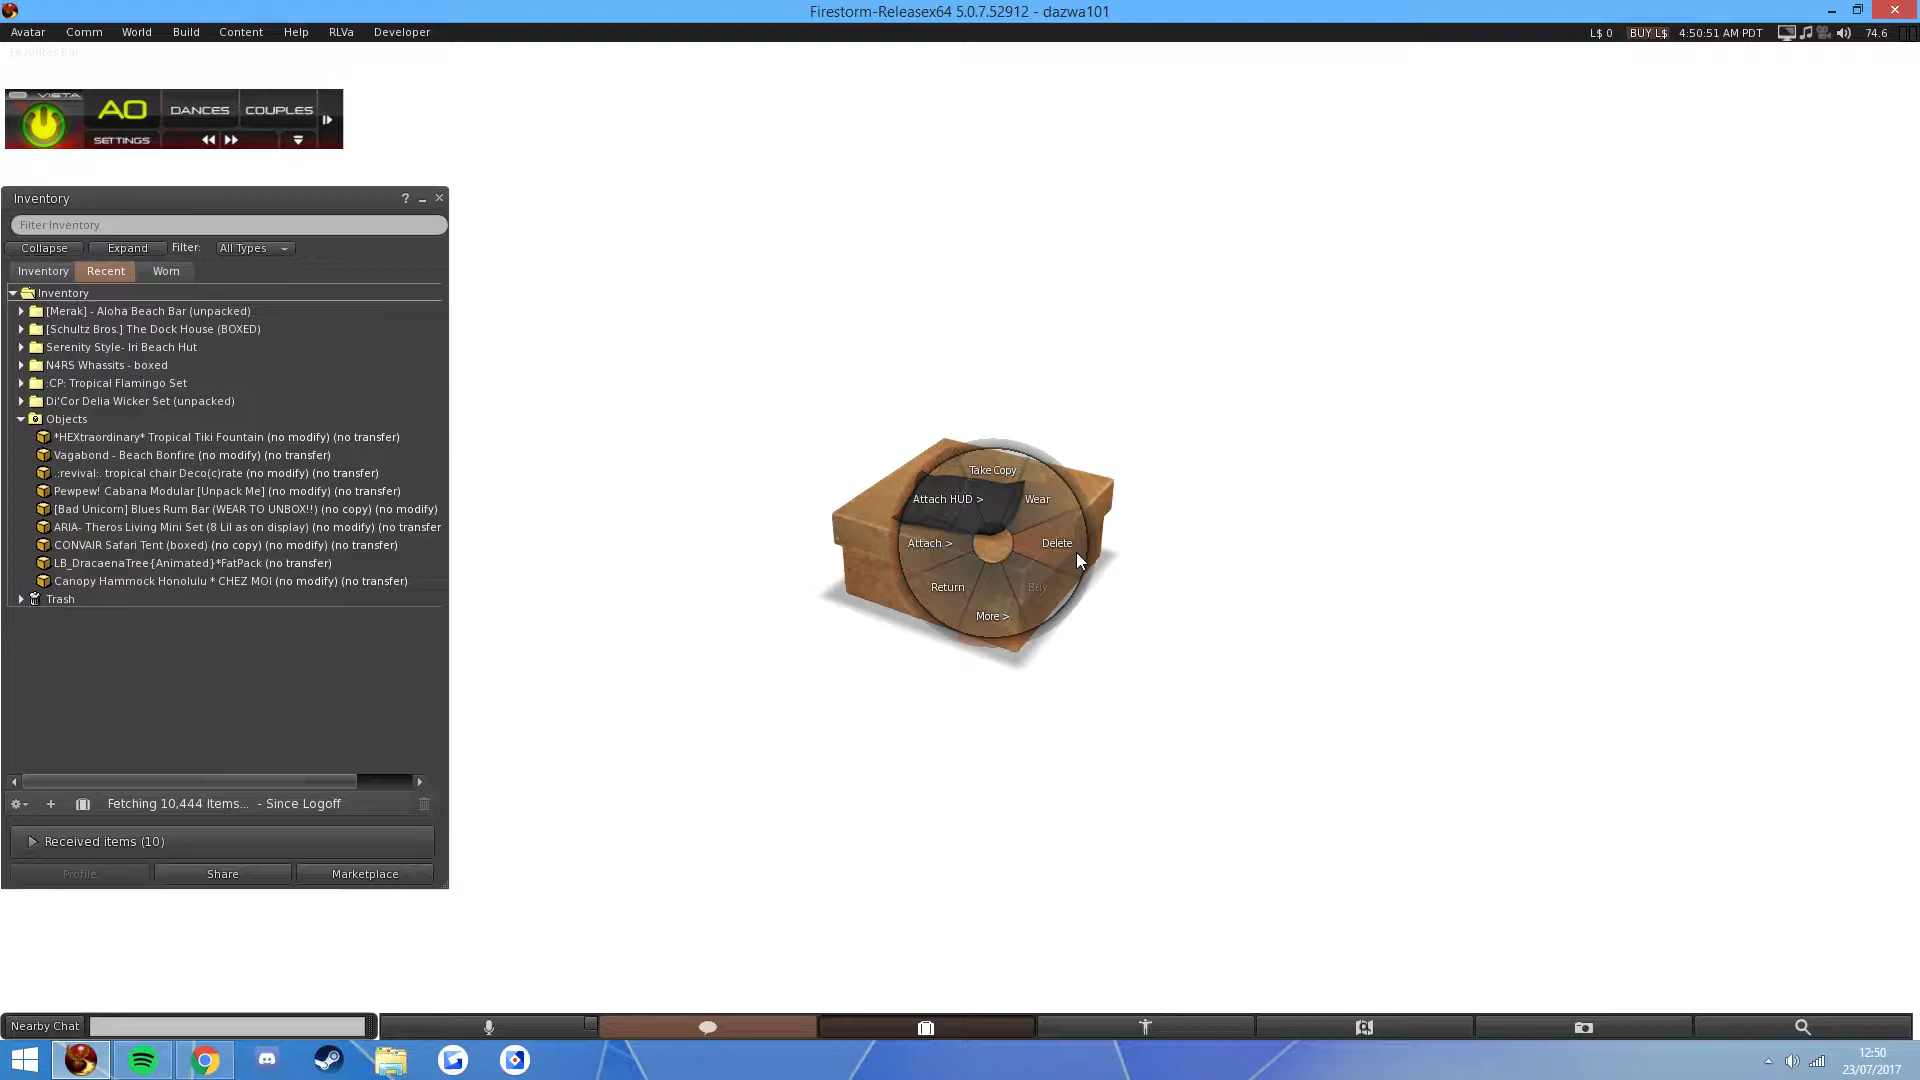 Firestorm-Releasex64 5.0.7.52912 - dazwa101
Avatar Comm World Build Content Help RLVa Developer
L$ 0 BUY L$ 4:50:51 AM PDT 74.6
Favorites Bar
VISTA
AO DANCES COUPLES
SETTINGS
Inventory ?
Filter Inventory
Collapse Expand Filter: All Types
Inventory Recent Worn
Inventory
[Merak] - Aloha Beach Bar (unpacked)
[Schultz Bros.] The Dock House (BOXED)
Serenity Style- Iri Beach Hut
N4RS Whassits - boxed
:CP: Tropical Flamingo Set
Di'Cor Delia Wicker Set (unpacked)
Objects
*HEXtraordinary* Tropical Tiki Fountain (no modify) (no transfer)
Vagabond - Beach Bonfire (no modify) (no transfer)
.:revival:. tropical chair Deco(c)rate (no modify) (no transfer)
Pewpew! Cabana Modular [Unpack Me] (no modify) (no transfer)
[Bad Unicorn] Blues Rum Bar (WEAR TO UNBOX!!) (no copy) (no modify)
ARIA- Theros Living Mini Set (8 Lil as on display) (no modify) (no transfer
CONVAIR Safari Tent (boxed) (no copy) (no modify) (no transfer)
LB_DracaenaTree{Animated}*FatPack (no transfer)
Canopy Hammock Honolulu * CHEZ MOI (no modify) (no transfer)
Trash
Fetching 10,444 Items... - Since Logoff
Received items (10)
Profile Share Marketplace
Take Copy
Attach HUD > Wear
Attach > Delete
Return Buy
More >
Nearby Chat
12:50
23/07/2017